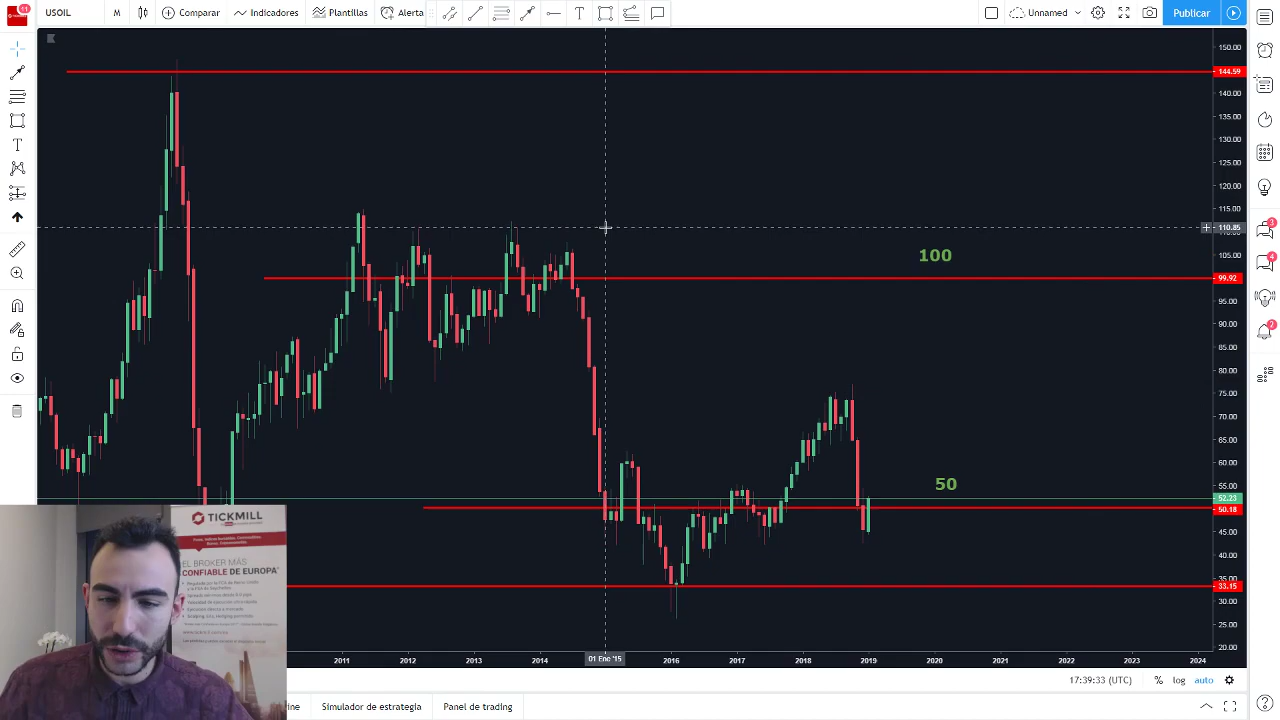 11
USOIL
M
Comparar
Indicadores
Plantillas
Alerta
T
Unnamed
Publicar
150.00
144.59
140.00
135.00
130.00
125.00
120.00
115.00
110.85
105.00
100
99.92
95.00
90.00
85.00
80.00
75.00
70.00
65.00
60.00
55.00
50
52.23
50.18
45.00
40.00
35.00
33.15
30.00
25.00
20.00
3
4
2
TICKMILL
EL BROKER MÁS
CONFIABLE DE EUROPA*
2011
2012
2013
2014
01 Ene '15
2016
2017
2018
2019
2020
2021
2022
2023
2024
17:39:33 (UTC)
%
log
auto
ine
Simulador de estrategia
Panel de trading